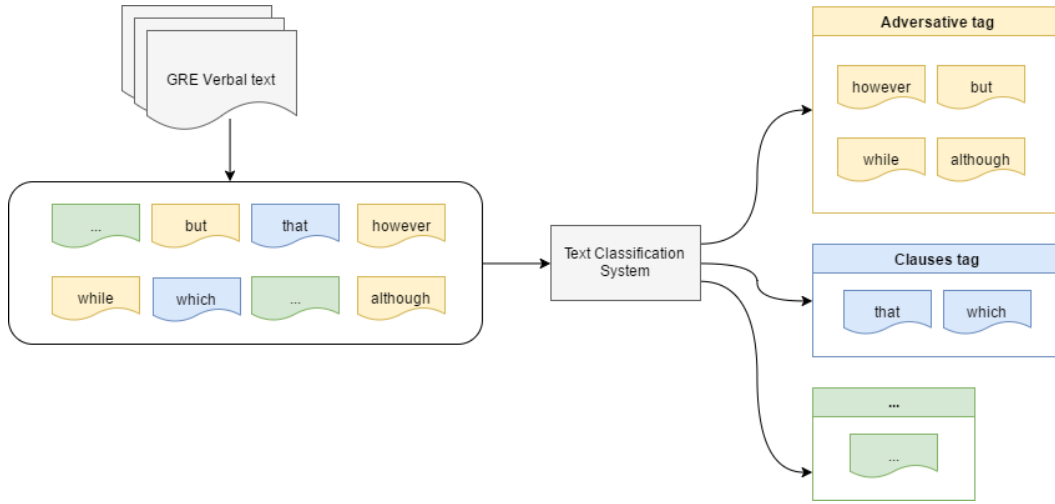 GRE Verbal text
... but that however
while which ... although
Text Classification
System
Adversative tag
however but
while although
Clauses tag
that which
...
...